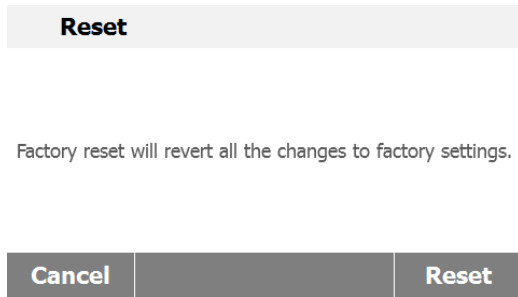 Reset
Factory reset will revert all the changes to factory settings.
Cancel Reset